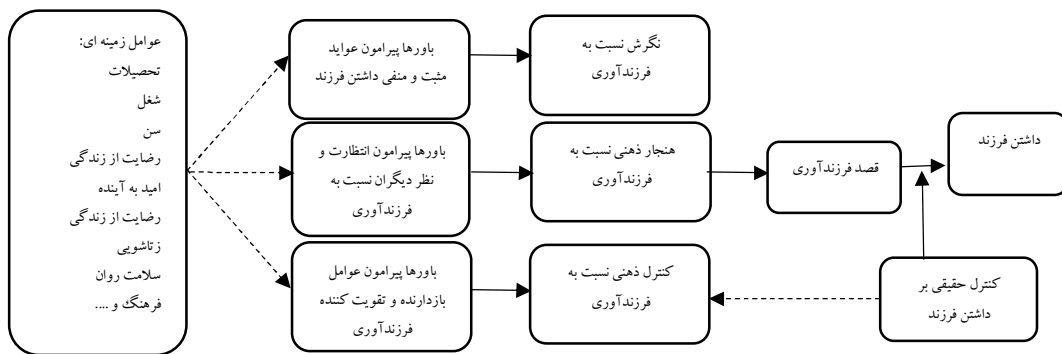 عوامل زمینه ای:
تحصیلات
شغل
سن
رضایت از زندگی
امید به آینده
رضایت از زندگی
زناشویی
سلامت روان
فرهنگ و ....
باورها پیرامون عواید
مثبت و منفی داشتن فرزند
نگرش نسبت به
فرزندآوری
باورها پیرامون انتظارت و
نظر دیگران نسبت به
فرزندآوری
هنجار ذهنی نسبت به
فرزندآوری
قصد فرزندآوری
داشتن فرزند
باورها پیرامون عوامل
بازدارنده و تقویت کننده
فرزندآوری
کنترل ذهنی نسبت به
فرزندآوری
کنترل حقیقی بر
داشتن فرزند